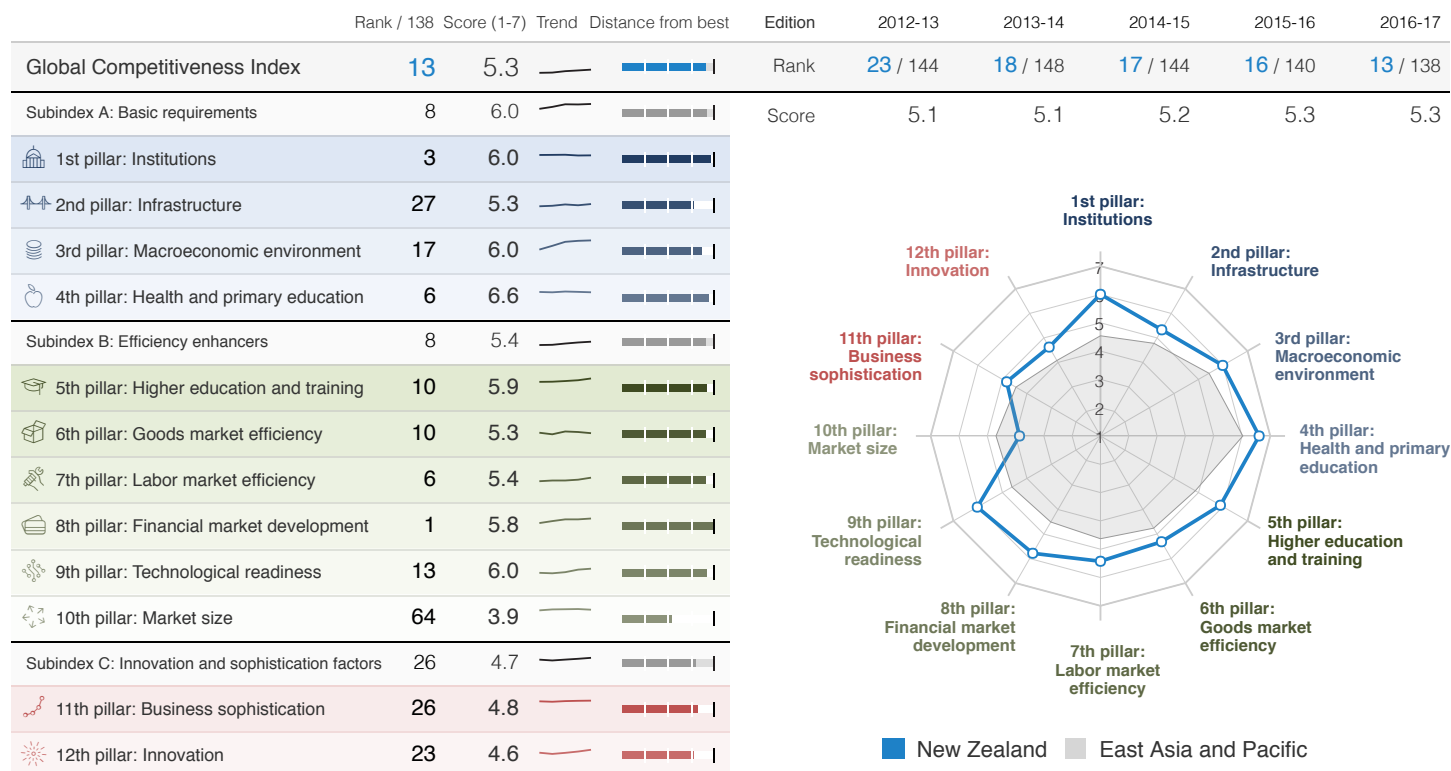 Rank / 138 Score (1-7) Trend Distance from best
Global Competitiveness Index 13 5.3
Subindex A: Basic requirements 8 6.0
1st pillar: Institutions 3 6.0
2nd pillar: Infrastructure 27 5.3
3rd pillar: Macroeconomic environment 17 6.0
4th pillar: Health and primary education 6 6.6
Subindex B: Efficiency enhancers 8 5.4
5th pillar: Higher education and training 10 5.9
6th pillar: Goods market efficiency 10 5.3
7th pillar: Labor market efficiency 6 5.4
8th pillar: Financial market development 1 5.8
9th pillar: Technological readiness 13 6.0
10th pillar: Market size 64 3.9
Subindex C: Innovation and sophistication factors 26 4.7
11th pillar: Business sophistication 26 4.8
12th pillar: Innovation 23 4.6
Edition 2012-13 2013-14 2014-15 2015-16 2016-17
Rank 23 / 144 18 / 148 17 / 144 16 / 140 13 / 138
Score 5.1 5.1 5.2 5.3 5.3
1st pillar:
Institutions
2nd pillar:
Infrastructure
3rd pillar:
Macroeconomic
environment
4th pillar:
Health and primary
education
5th pillar:
Higher education
and training
6th pillar:
Goods market
efficiency
7th pillar:
Labor market
efficiency
8th pillar:
Financial market
development
9th pillar:
Technological
readiness
10th pillar:
Market size
11th pillar:
Business
sophistication
12th pillar:
Innovation
7
5
4
3
2
1
New Zealand East Asia and Pacific